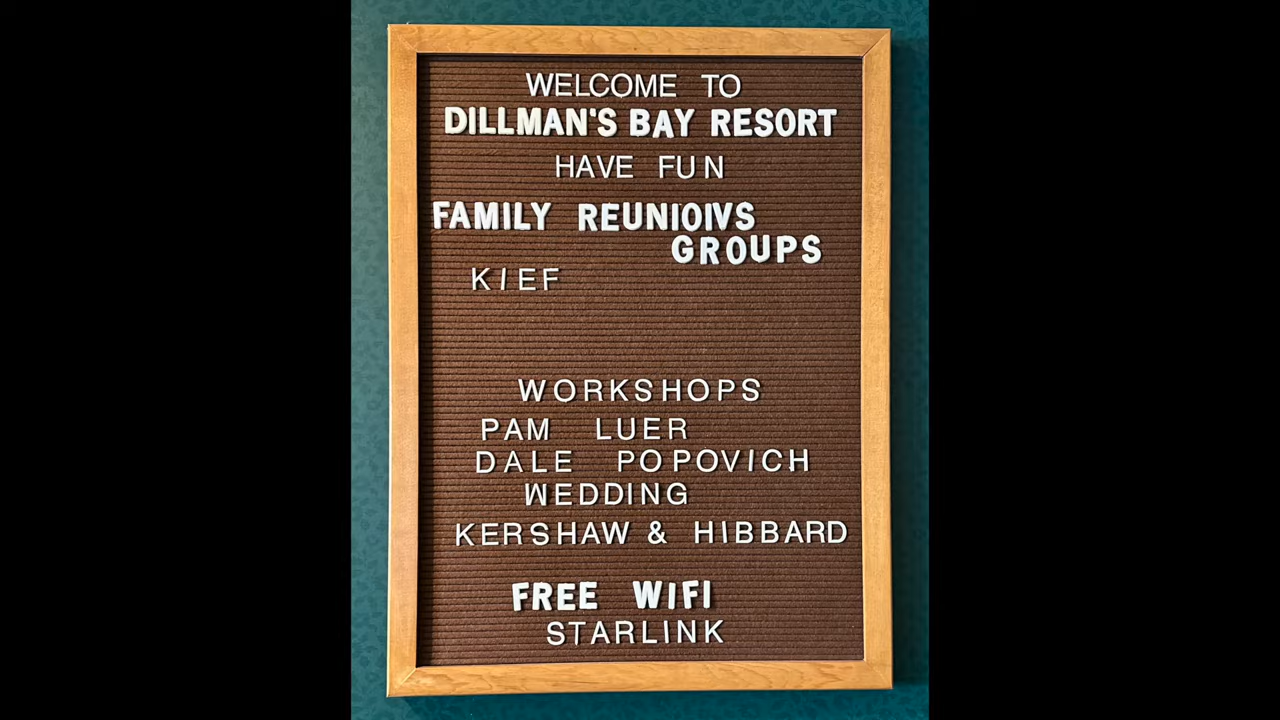 WELCOME TO
DILLMAN'S BAY RESORT
HAVE FUN
FAMILY REUNIOIVS
GROUPS
KIEF
WORKSHOPS
PAM LUER
DALE POPOVICH
WEDDING
KERSHAW & HIBBARD
FREE WIFI
STARLINK